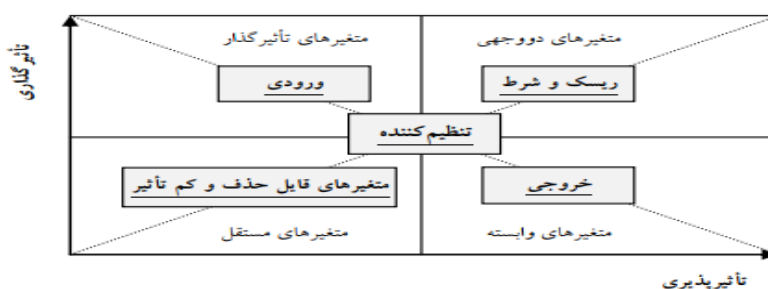 متغیرهای دووجهی
متغیرهای تأثیرگذار
تأثیرگذاری
ریسک و شرط
ورودی
تنظیم‌کننده
خروجی
متغیرهای قایل حذف و کم تأثیر
متغیرهای وابسته
متغیرهای مستقل
تأثیرپذیری